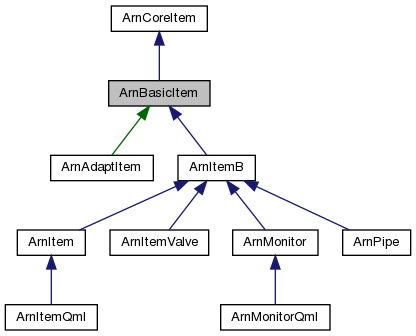 ArnCoreItem
ArnBasicItem
ArnAdaptItem
ArnItemB
ArnItem
ArnItemValve
ArnMonitor
ArnPipe
ArnItemQml
ArnMonitorQml